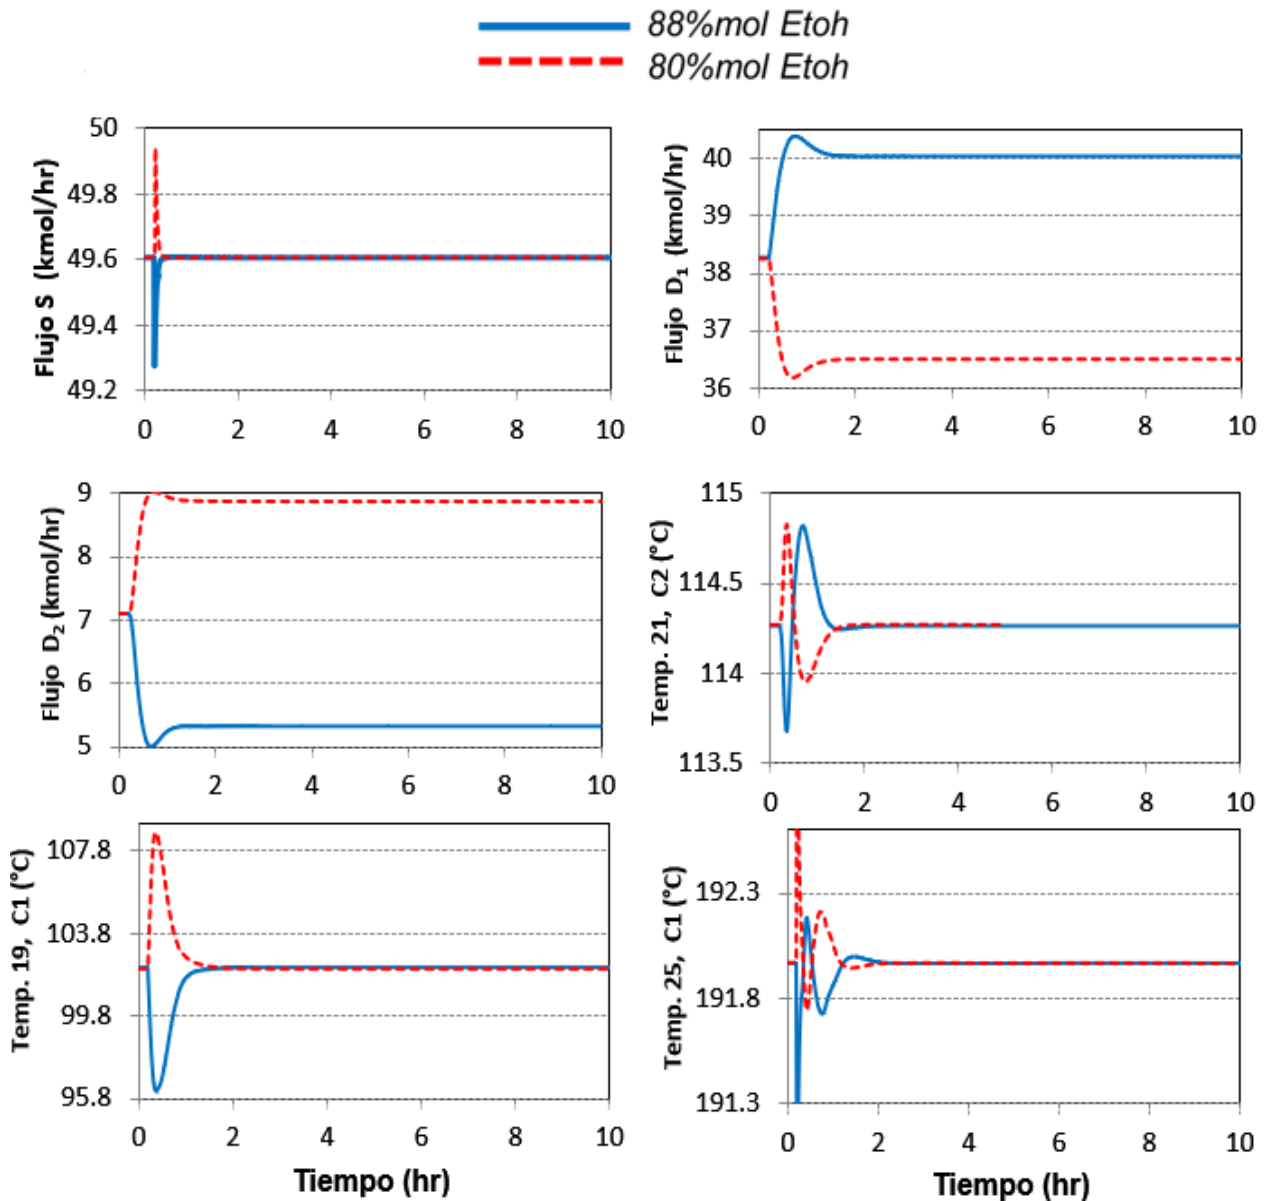 88%mol Etoh
80%mol Etoh
Flujo S (kmol/hr)
50
49.8
49.6
49.4
49.2
0 2 4 6 8 10
Flujo D₁ (kmol/hr)
40
39
38
37
36
0 2 4 6 8 10
Flujo D₂ (kmol/hr)
9
8
7
6
5
0 2 4 6 8 10
Temp. 21, C2 (°C)
115
114.5
114
113.5
0 2 4 6 8 10
Temp. 19, C1 (°C)
107.8
103.8
99.8
95.8
0 2 4 6 8 10
Tiempo (hr)
Temp. 25, C1 (°C)
192.3
191.8
191.3
0 2 4 6 8 10
Tiempo (hr)